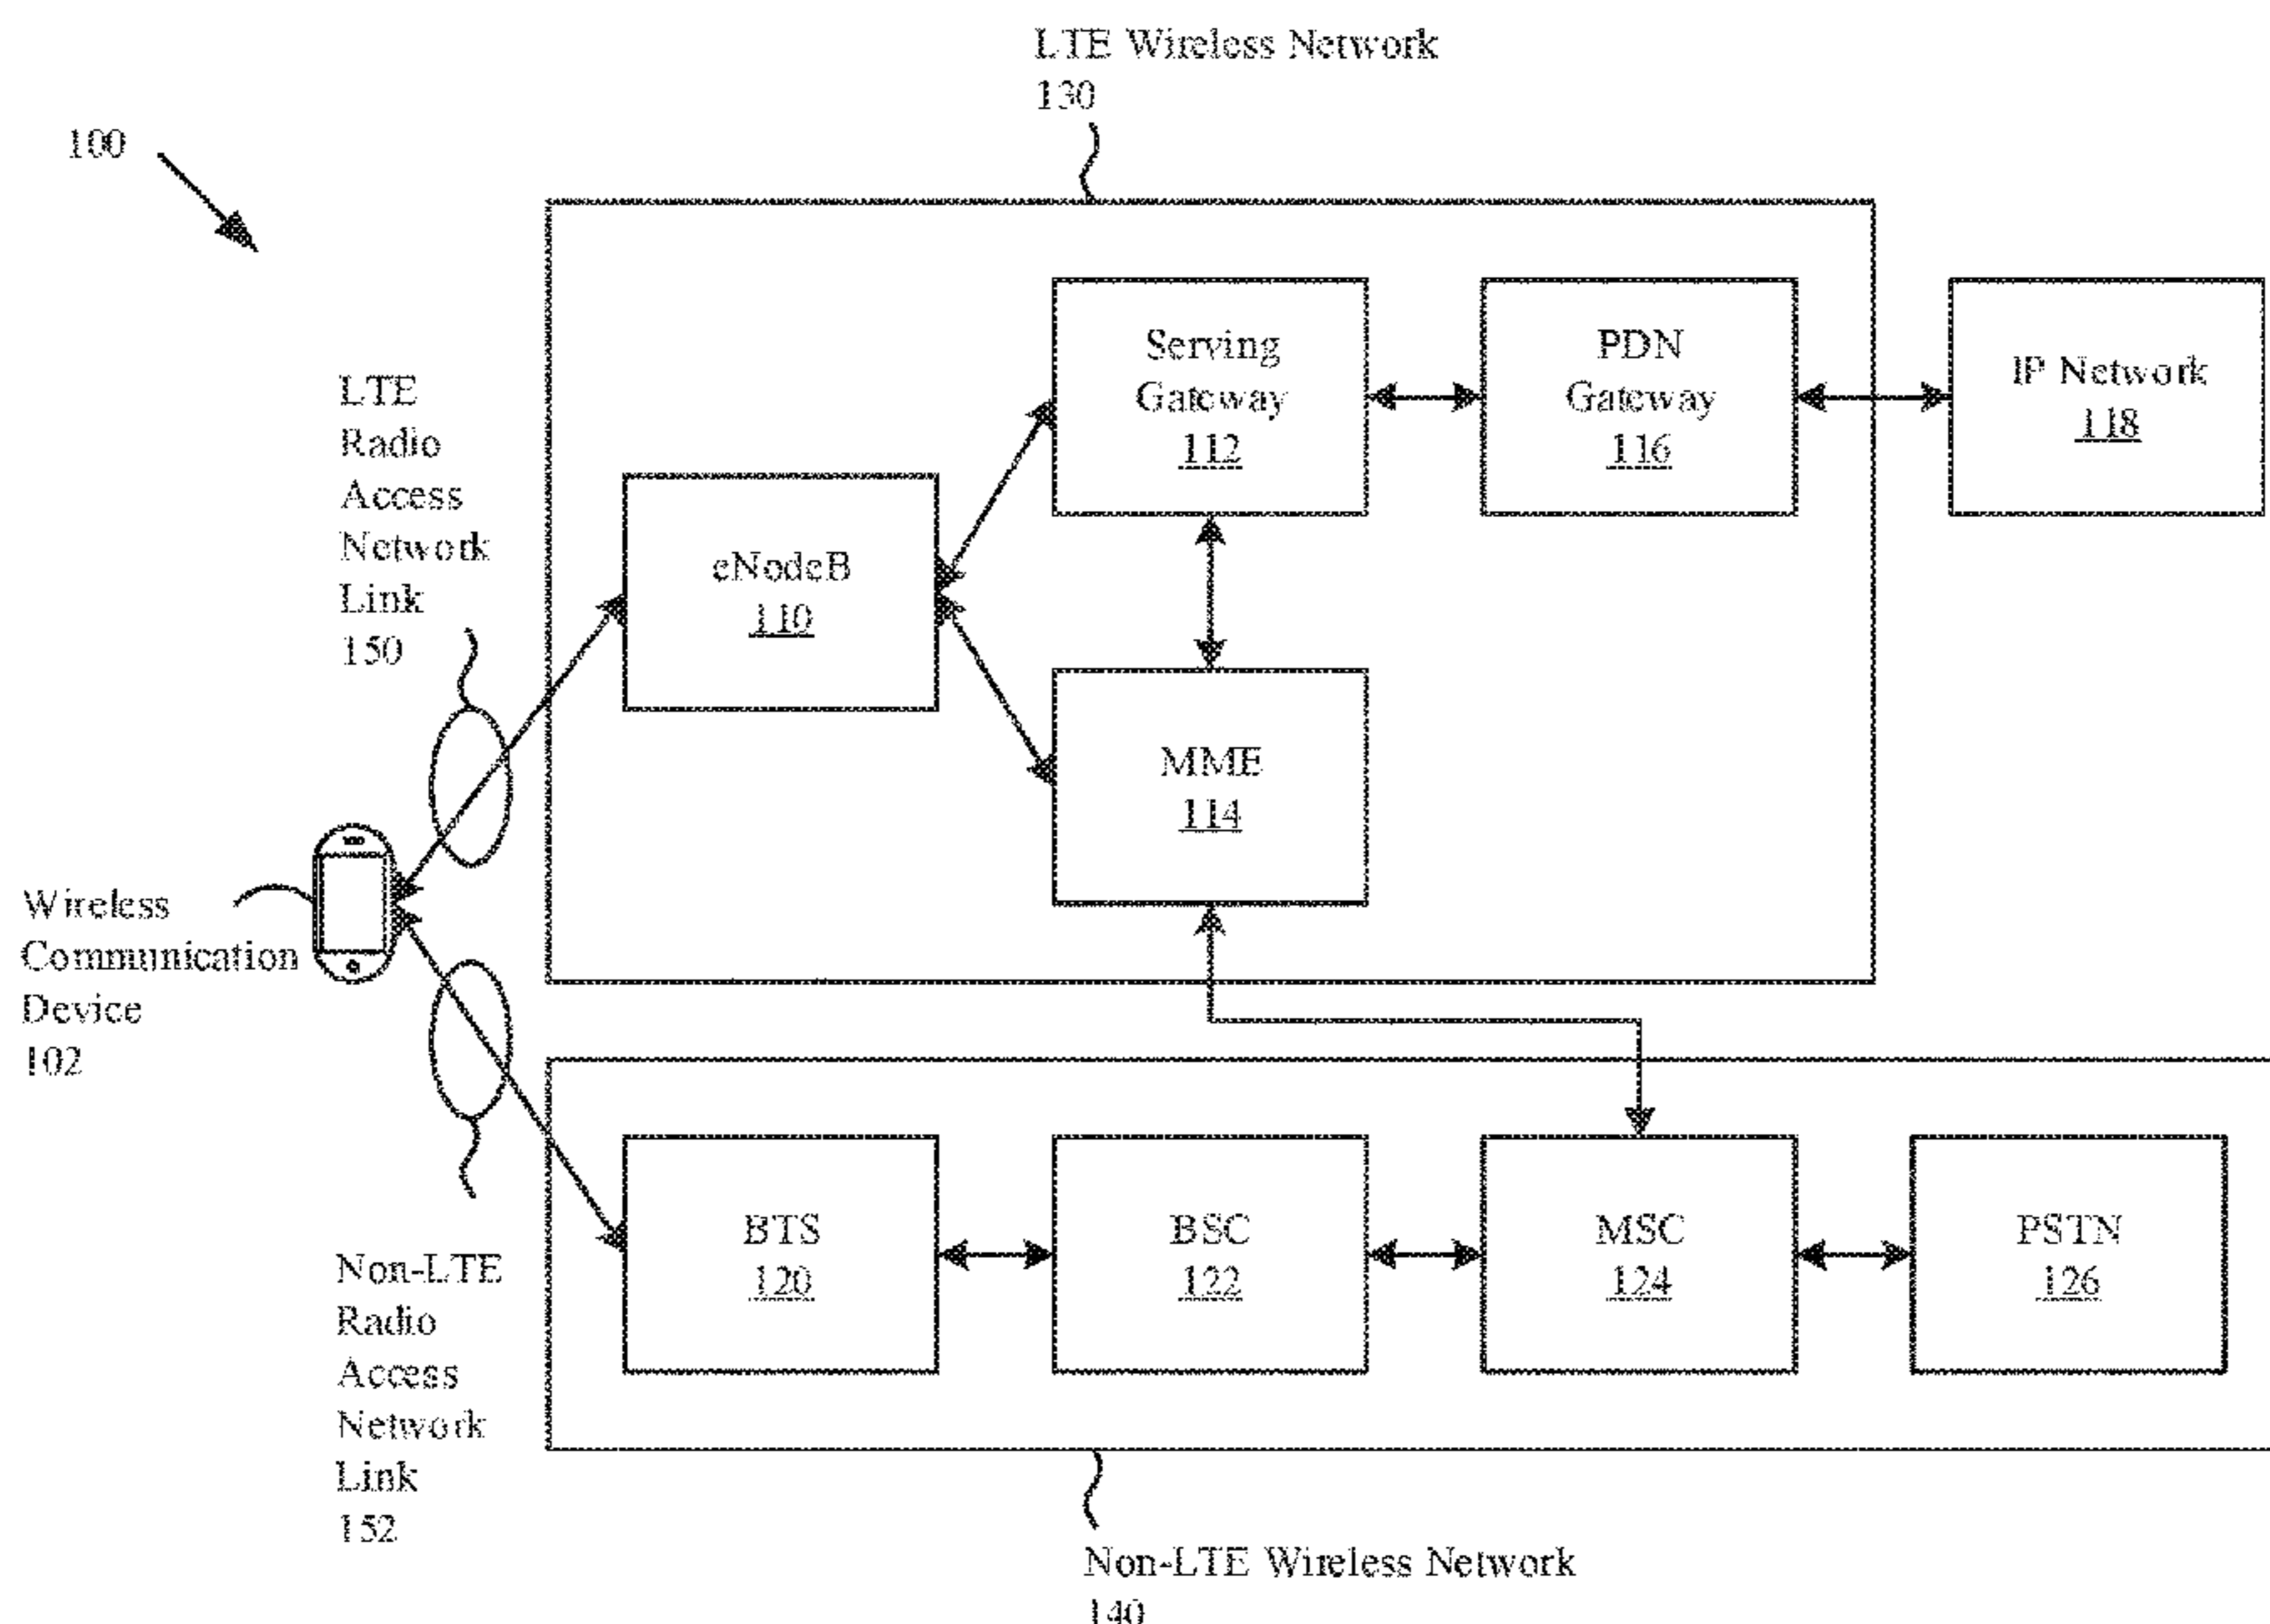 LTE Wireless Network
130
100
LTE
Radio
Access
Network
Link
150
Serving
Gateway
112
PDN
Gateway
116
IP Network
118
eNodeB
110
MME
114
Wireless
Communication
Device
102
BTS
120
BSC
122
MSC
124
PSTN
126
Non-LTE
Radio
Access
Network
Link
152
Non-LTE Wireless Network
140